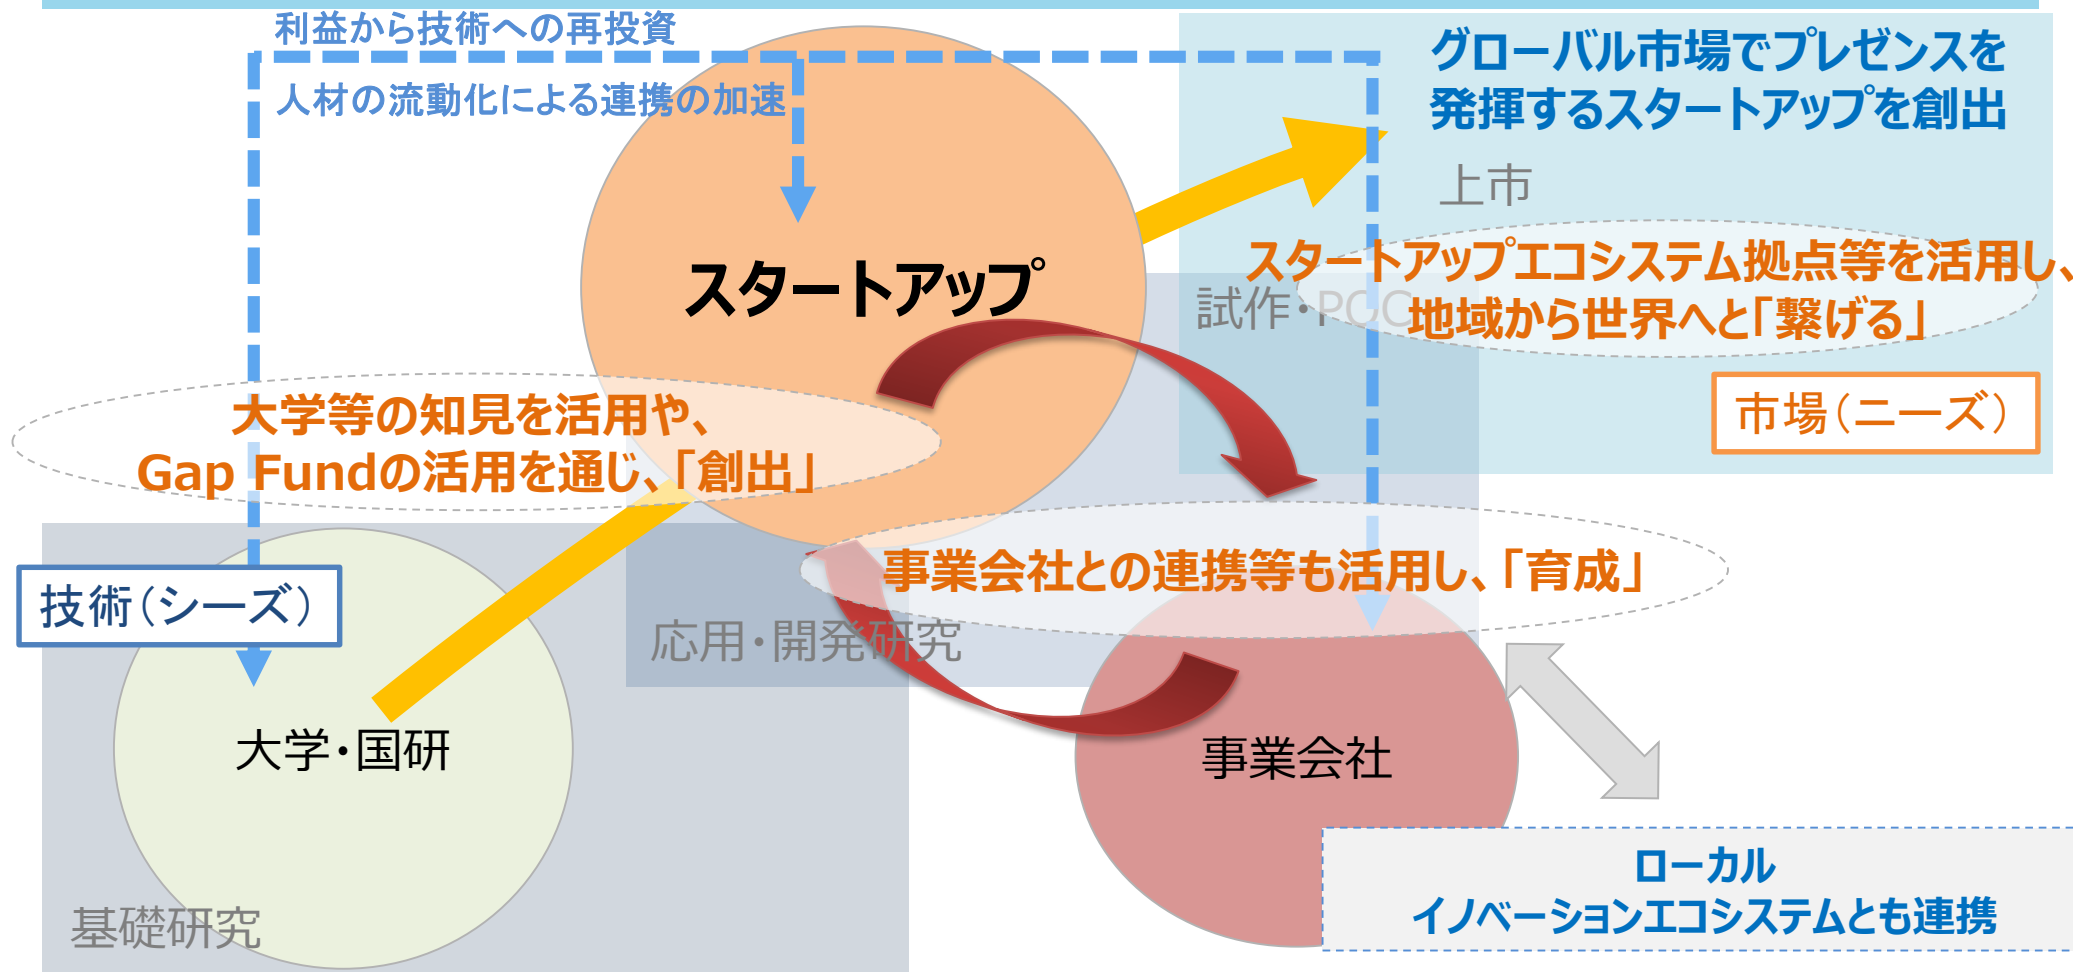 利益から技術への再投資
人材の流動化による連携の加速
グローバル市場でプレゼンスを
発揮するスタートアップを創出
上市
スタートアップ
スタートアップエコシステム拠点等を活用し、
地域から世界へと「繋げる」
試作・POC
市場(ニーズ)
大学等の知見を活用や、
Gap Fundの活用を通じ、「創出」
事業会社との連携等も活用し、「育成」
技術(シーズ)
応用・開発研究
大学・国研
事業会社
ローカル
イノベーションエコシステムとも連携
基礎研究